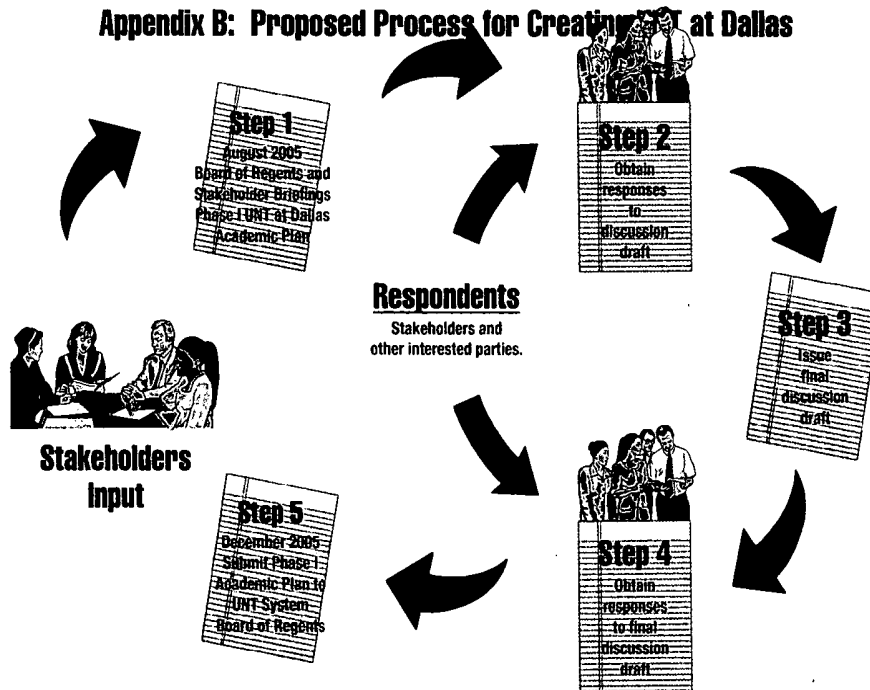 Appendix B: Proposed Process for Creating at Dallas
Step 1
August 2005
Board of Regents and
Stakeholder Briefings
Phase I UNT at Dallas
Academic Plan
Step 2
Obtain
responses
to
discussion
draft
Respondents
Stakeholders and
other interested parties.
Step 3
Issue
final
discussion
draft
Stakeholders
Input
Step 4
Obtain
responses
to final
discussion
draft
Step 5
December 2005
Submit Phase I
Academic Plan to
UNT System
Board of Regents